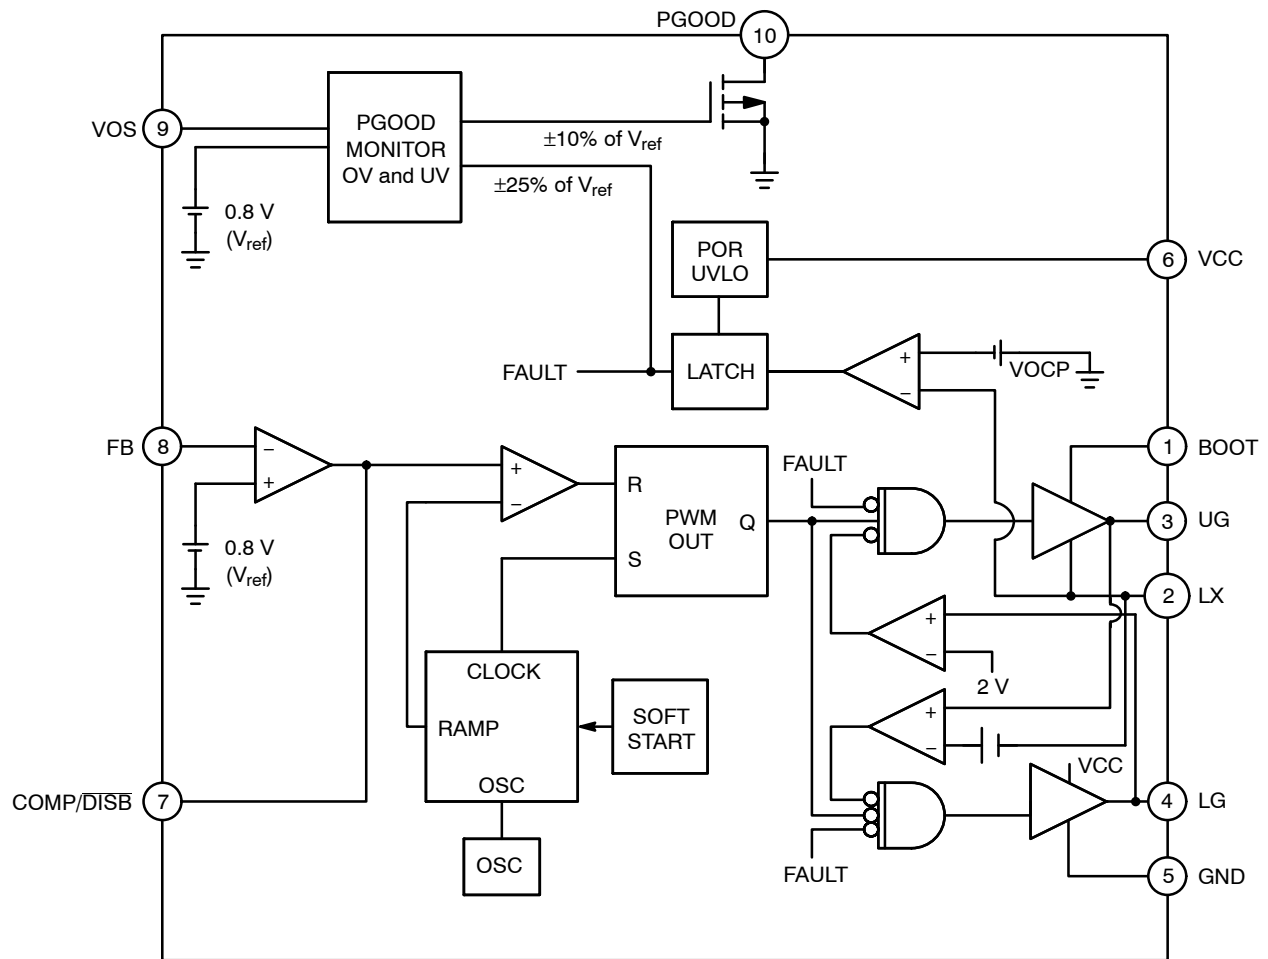 PGOOD
10
VOS
9
PGOOD
MONITOR
OV and UV
±10% of Vref
±25% of Vref
0.8 V
(Vref)
POR
UVLO
6
VCC
FAULT
LATCH
+
−
VOCP
FB
8
−
+
0.8 V
(Vref)
+
−
R
S
PWM
OUT
Q
FAULT
1
BOOT
3
UG
2
LX
+
−
2 V
+
−
CLOCK
RAMP
OSC
SOFT
START
OSC
COMP/DISB
7
VCC
4
LG
FAULT
5
GND